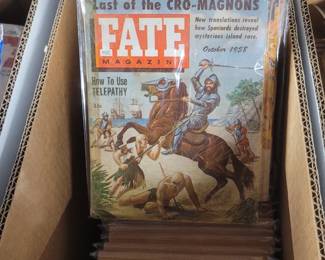 Last of the CRO-MAGNONS
New translations reveal
how Spaniards destroyed
mysterious island race.
October 1958
FATE
MAGAZINE
How To Use
TELEPATHY